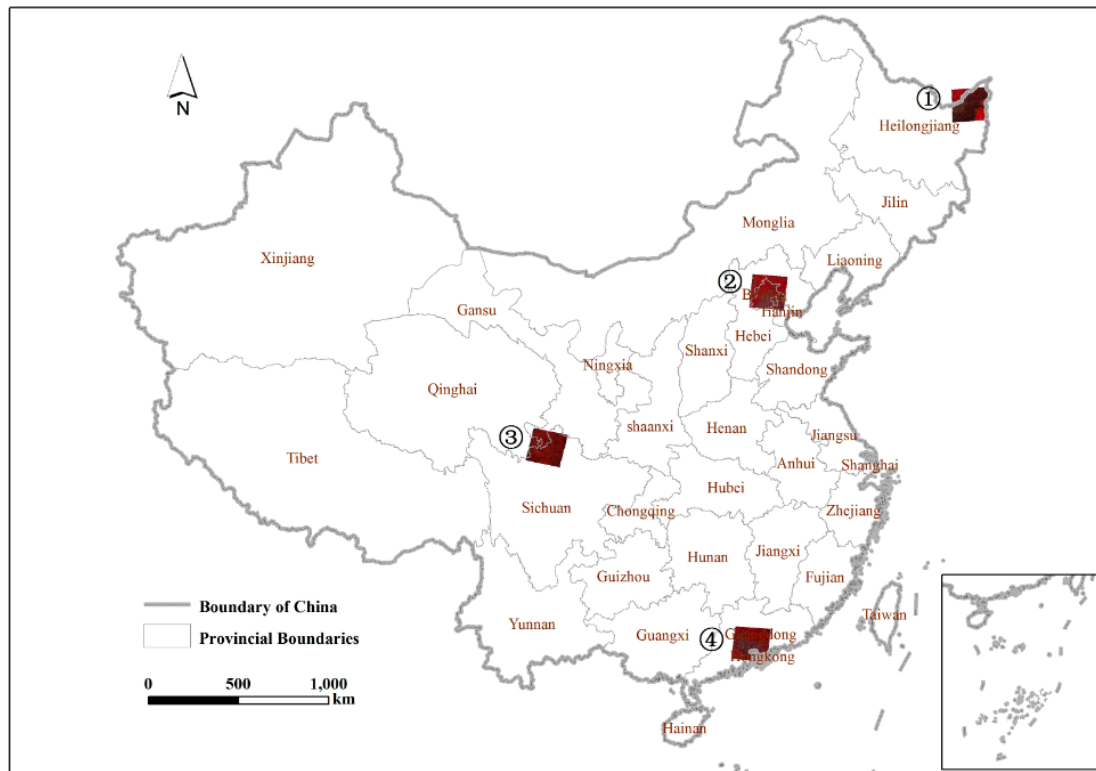 ①
Heilongjiang
N
Jilin
Monglia
Liaoning
Xinjiang
②
Tianjin
Gansu
Hebei
Shanxi
Ningxia
Shandong
Qinghai
shaanxi
Henan
Jiangsu
③
Tibet
Anhui
Shanghai
Hubei
Sichuan
Chongqing
Zhejiang
Hunan
Jiangxi
Guizhou
Fujian
Boundary of China
Taiwan
Provincial Boundaries
Yunnan
Guangxi
④
Guangdong
Hongkong
0 500 1,000
km
Hainan